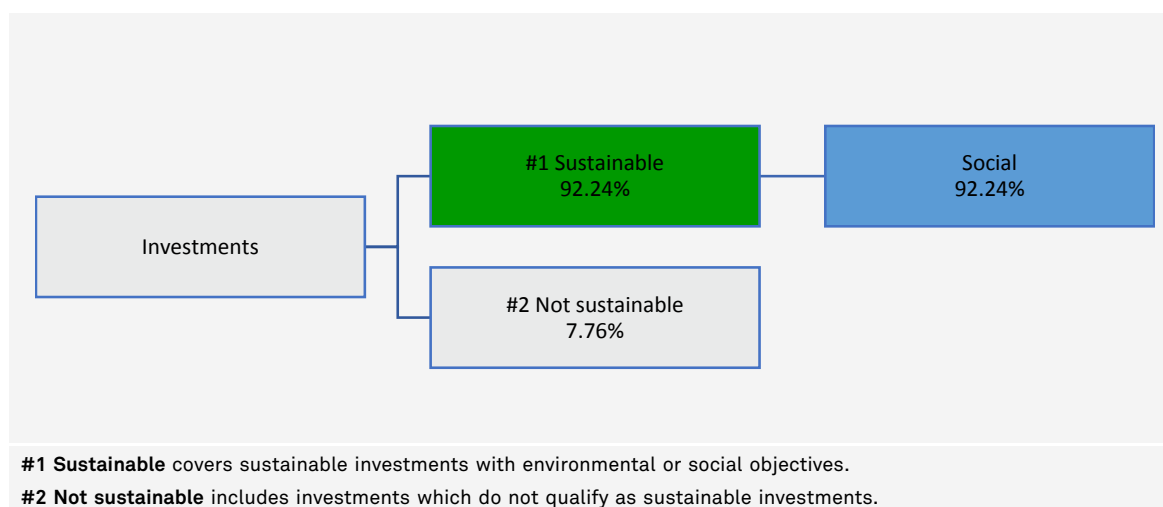 #1 Sustainable
92.24%
Social
92.24%
Investments
#2 Not sustainable
7.76%
#1 Sustainable covers sustainable investments with environmental or social objectives.
#2 Not sustainable includes investments which do not qualify as sustainable investments.